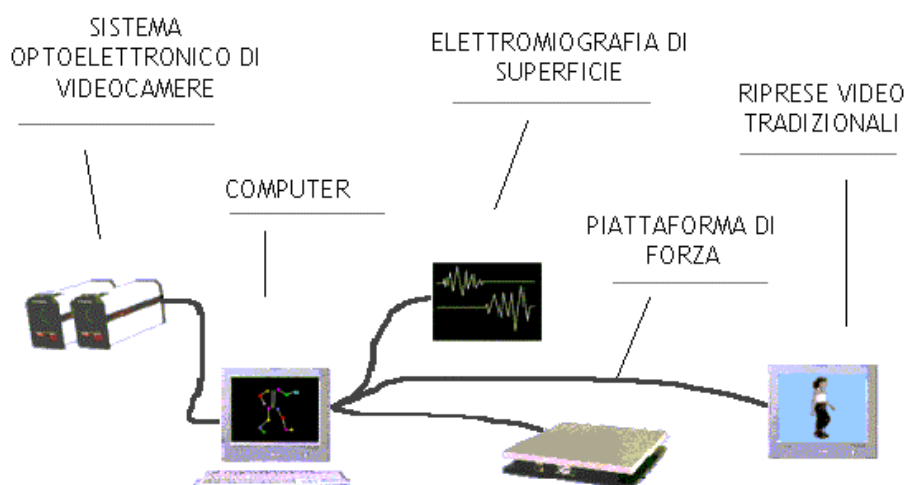 SISTEMA
OPTOELETTRONICO DI
VIDEOCAMERE
ELETTROMIOGRAFIA DI
SUPERFICIE
RIPRESE VIDEO
TRADIZIONALI
COMPUTER
PIATTAFORMA DI
FORZA